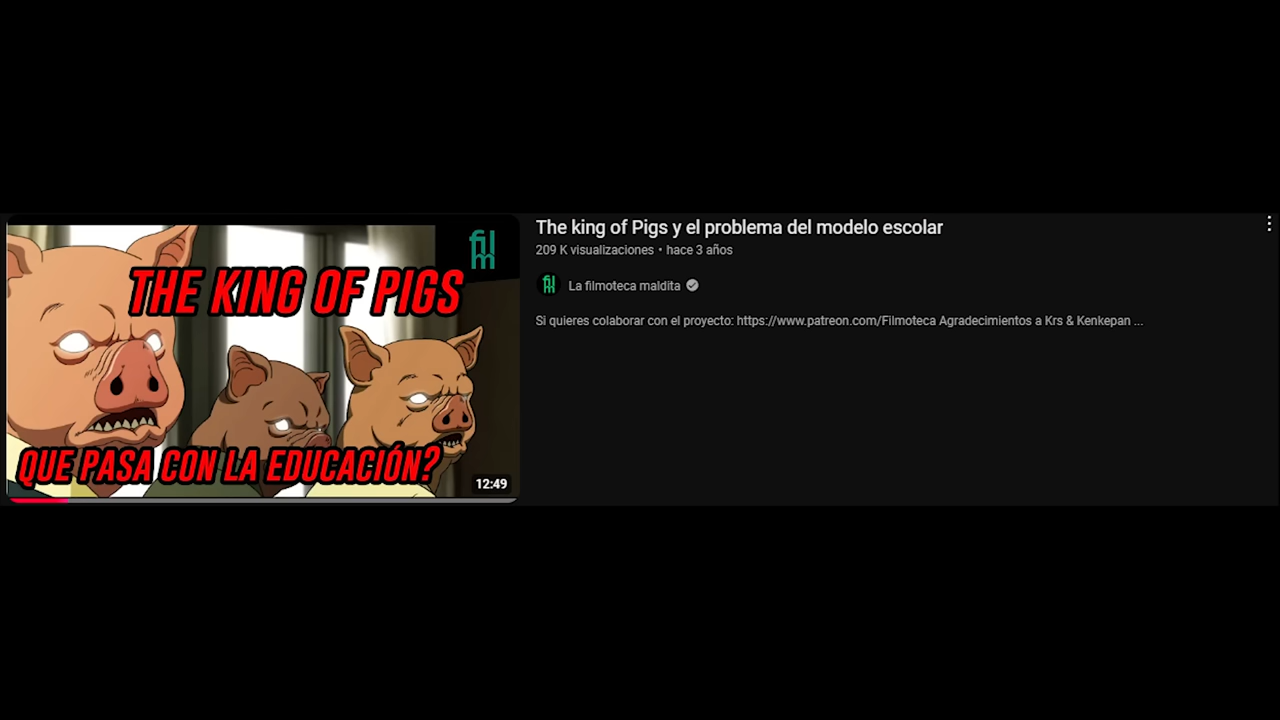 film
THE KING OF PIGS
QUE PASA CON LA EDUCACIÓN?
12:49
The king of Pigs y el problema del modelo escolar
209 K visualizaciones • hace 3 años
film
La filmoteca maldita
Si quieres colaborar con el proyecto: https://www.patreon.com/Filmoteca Agradecimientos a Krs & Kenkepan ...